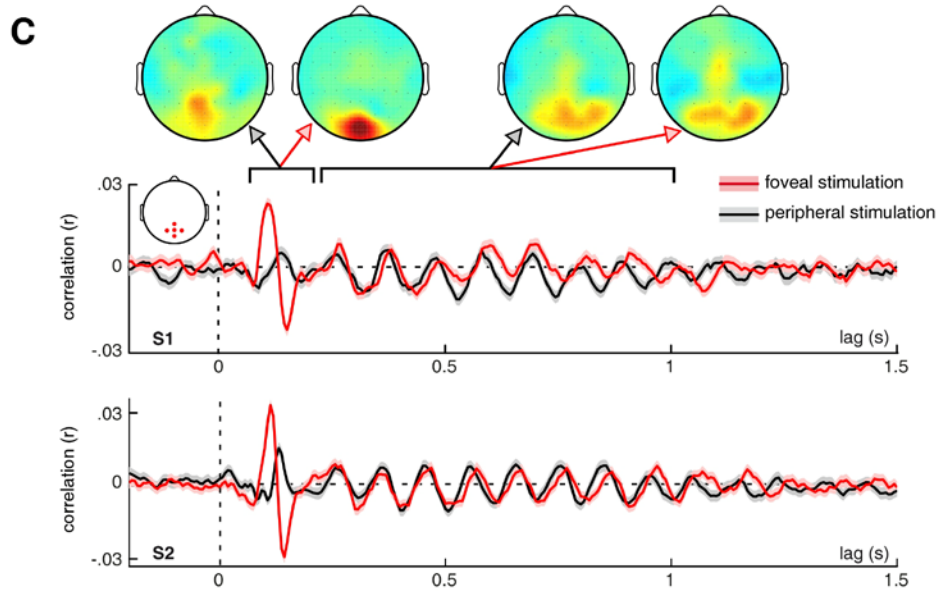 C
.03
0
-.03
correlation (r)
foveal stimulation
peripheral stimulation
S1
lag (s)
0
0.5
1
1.5
.03
0
-.03
correlation (r)
S2
lag (s)
0
0.5
1
1.5